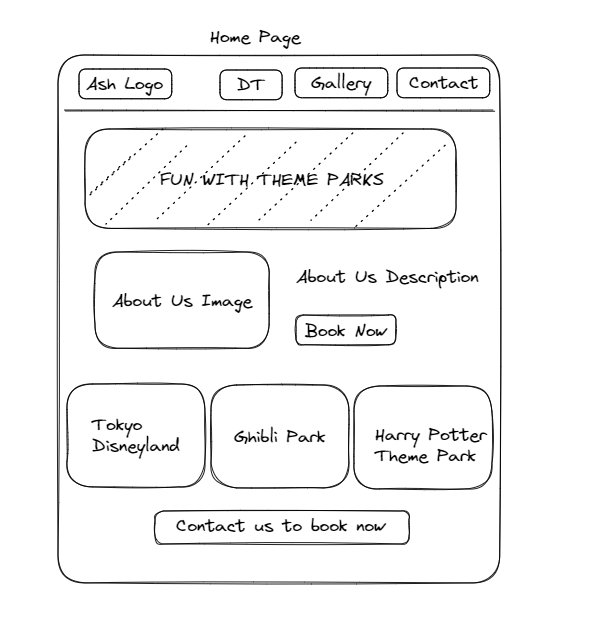 Home Page
Ash Logo
DT
Gallery
Contact
FUN WITH THEME PARKS
About Us Image
About Us Description
Book Now
Tokyo
Disneyland
Ghibli Park
Harry Potter
Theme Park
Contact us to book now